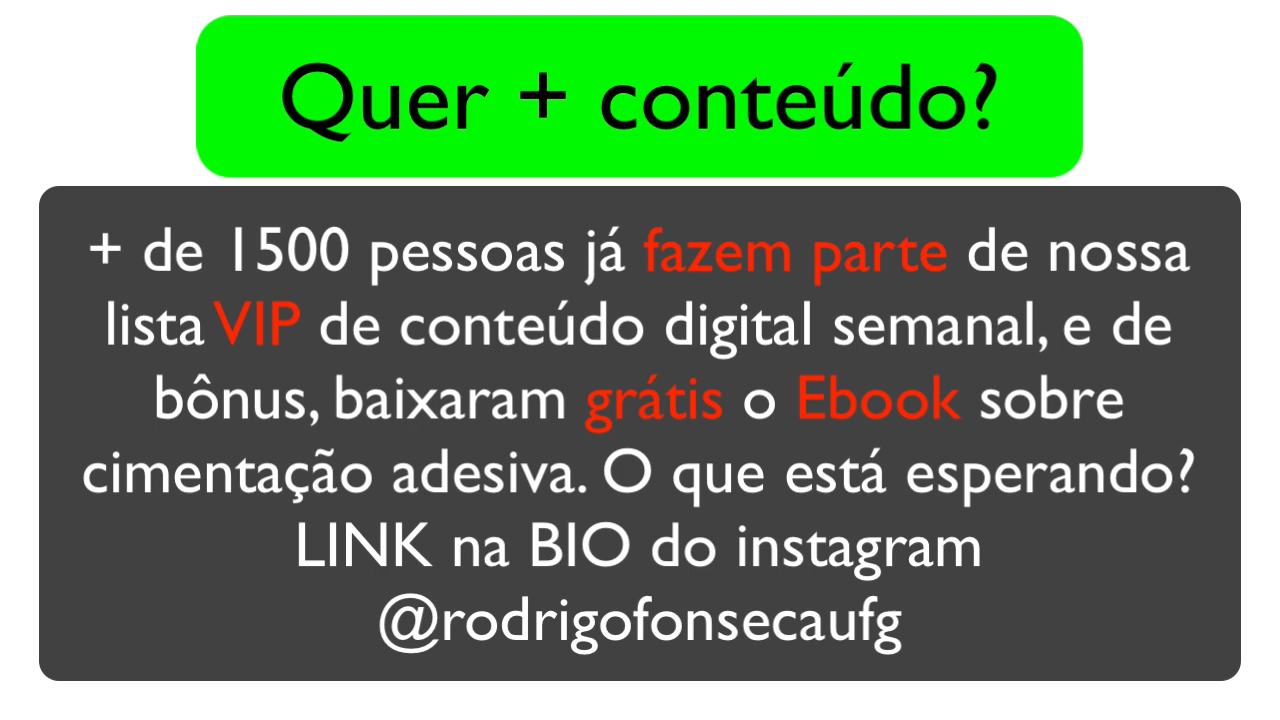 Quer + conteúdo?
+ de 1500 pessoas já fazem parte de nossa
lista VIP de conteúdo digital semanal, e de
bônus, baixaram grátis o Ebook sobre
cimentação adesiva. O que está esperando?
LINK na BIO do instagram
@rodrigofonsecaufg